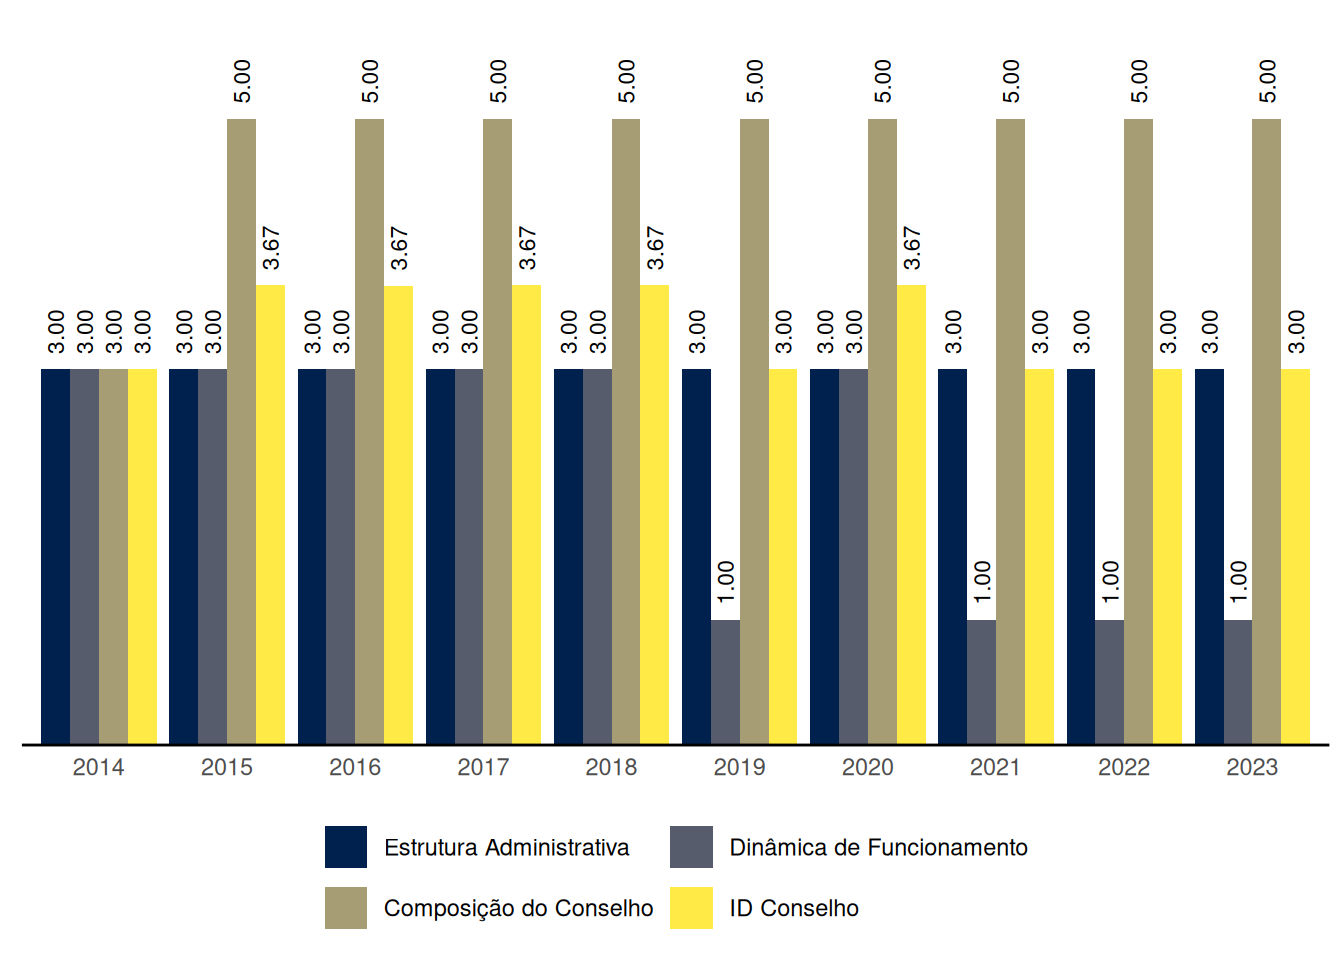 5.00 5.00 5.00 5.00 5.00 5.00 5.00 5.00 5.00
3.67 3.67 3.67 3.67 3.67
3.00 3.00 3.00 3.00 3.00 3.00 3.00 3.00 3.00 3.00 3.00 3.00 3.00 3.00 3.00 3.00 3.00 3.00 3.00 3.00 3.00 3.00
1.00 1.00 1.00 1.00
2014 2015 2016 2017 2018 2019 2020 2021 2022 2023
Estrutura Administrativa Dinâmica de Funcionamento
Composição do Conselho ID Conselho